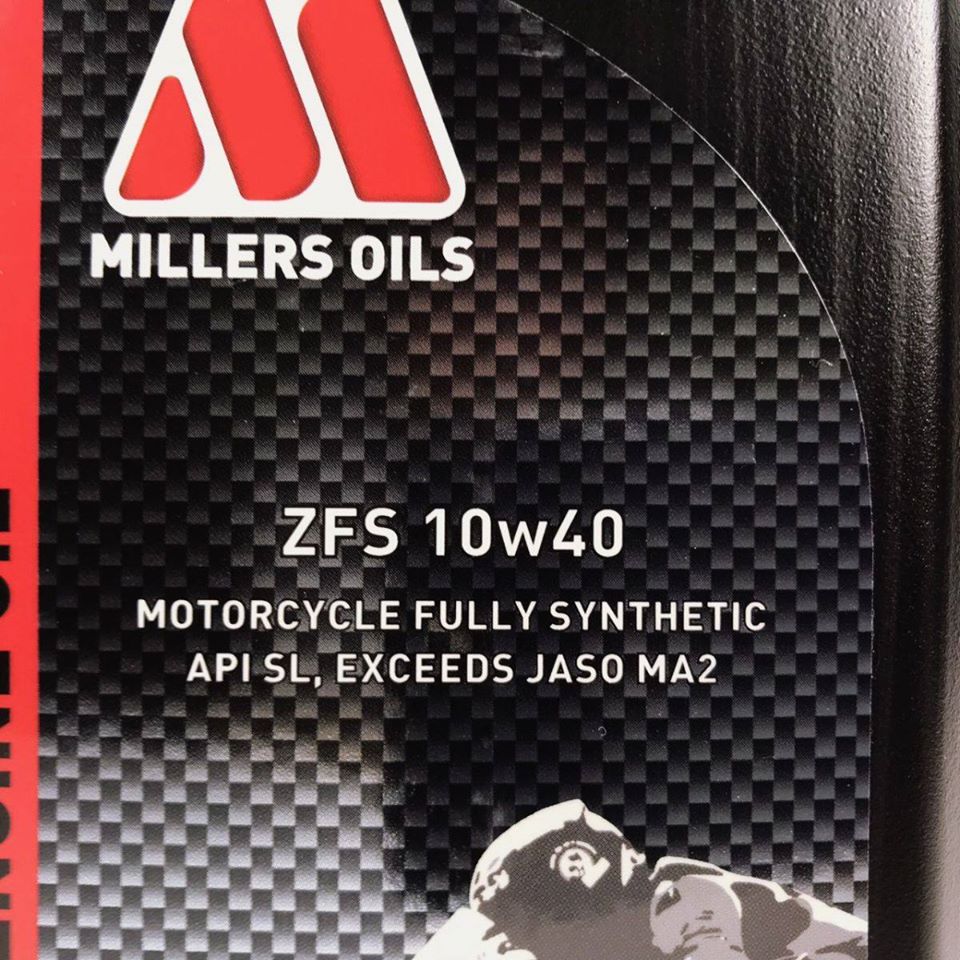 MILLERS OILS
ZFS 10w40
MOTORCYCLE FULLY SYNTHETIC
API SL, EXCEEDS JASO MA2